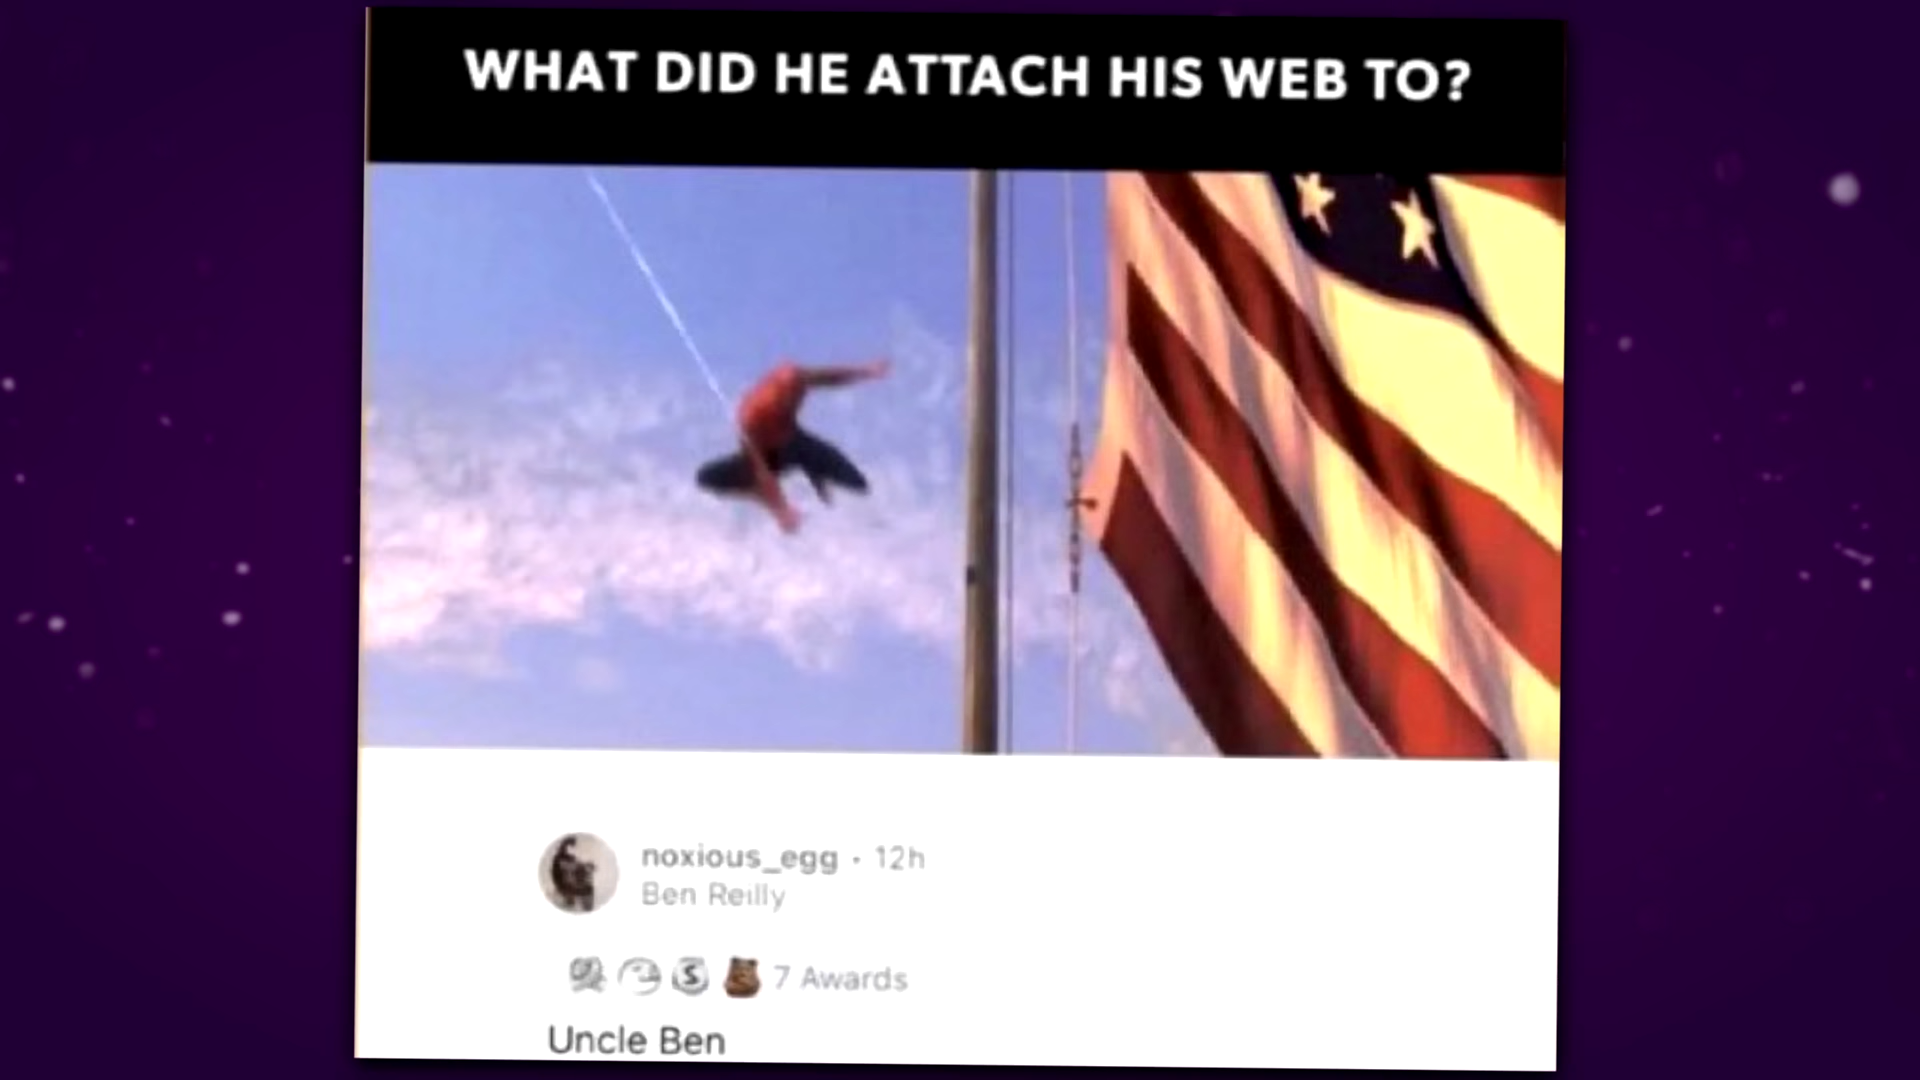 WHAT DID HE ATTACH HIS WEB TO?
noxious_egg · 12h
Ben Reilly
S
7 Awards
Uncle Ben